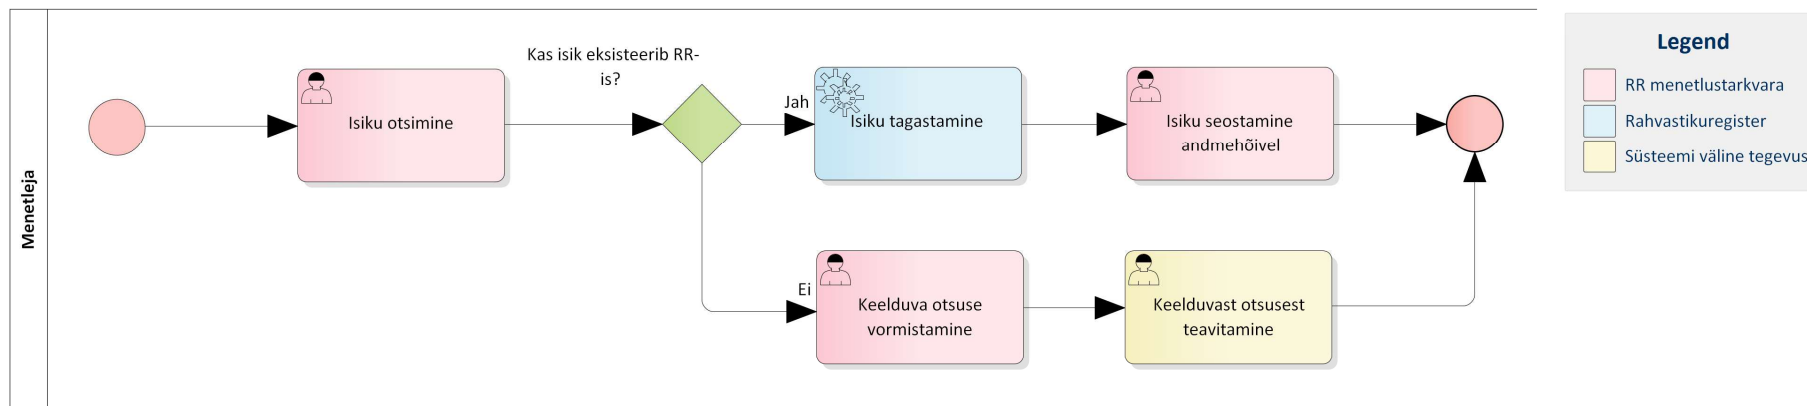 Menetleja
Isiku otsimine
Kas isik eksisteerib RR-
is?
Jah
Isiku tagastamine
Isiku seostamine
andmehõivel
Ei
Keelduva otsuse
vormistamine
Keelduvast otsusest
teavitamine
Legend
RR menetlustarkvara
Rahvastikuregister
Süsteemi väline tegevus